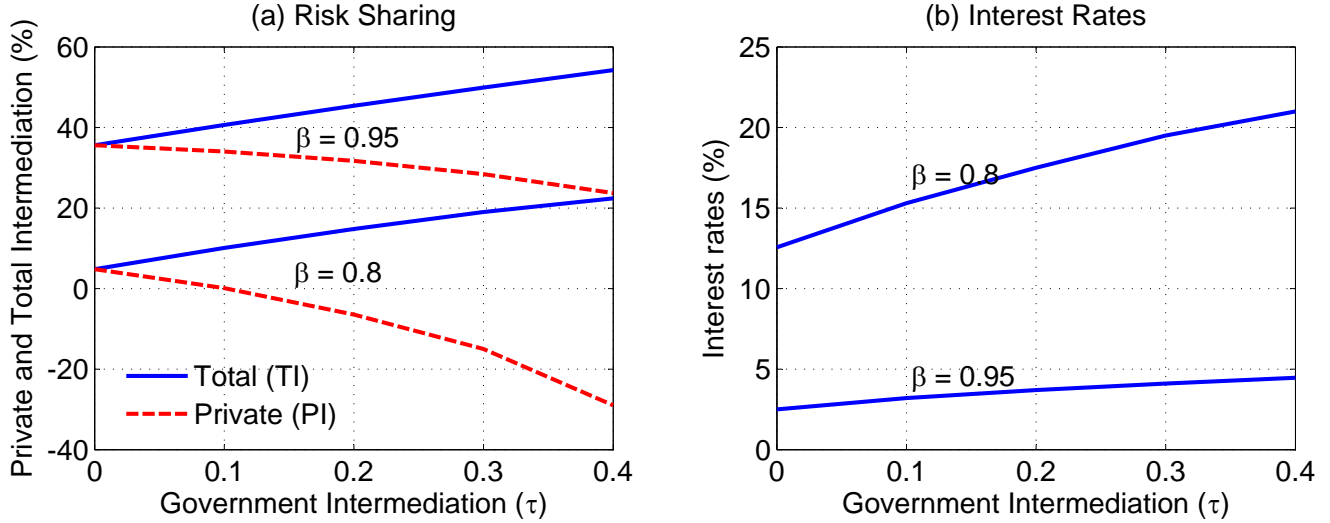 (a) Risk Sharing
Private and Total Intermediation (%)
60
40
20
0
-20
-40
β = 0.95
β = 0.8
Total (TI)
Private (PI)
0 0.1 0.2 0.3 0.4
Government Intermediation (τ)
(b) Interest Rates
Interest rates (%)
25
20
15
10
5
0
β = 0.8
β = 0.95
0 0.1 0.2 0.3 0.4
Government Intermediation (τ)